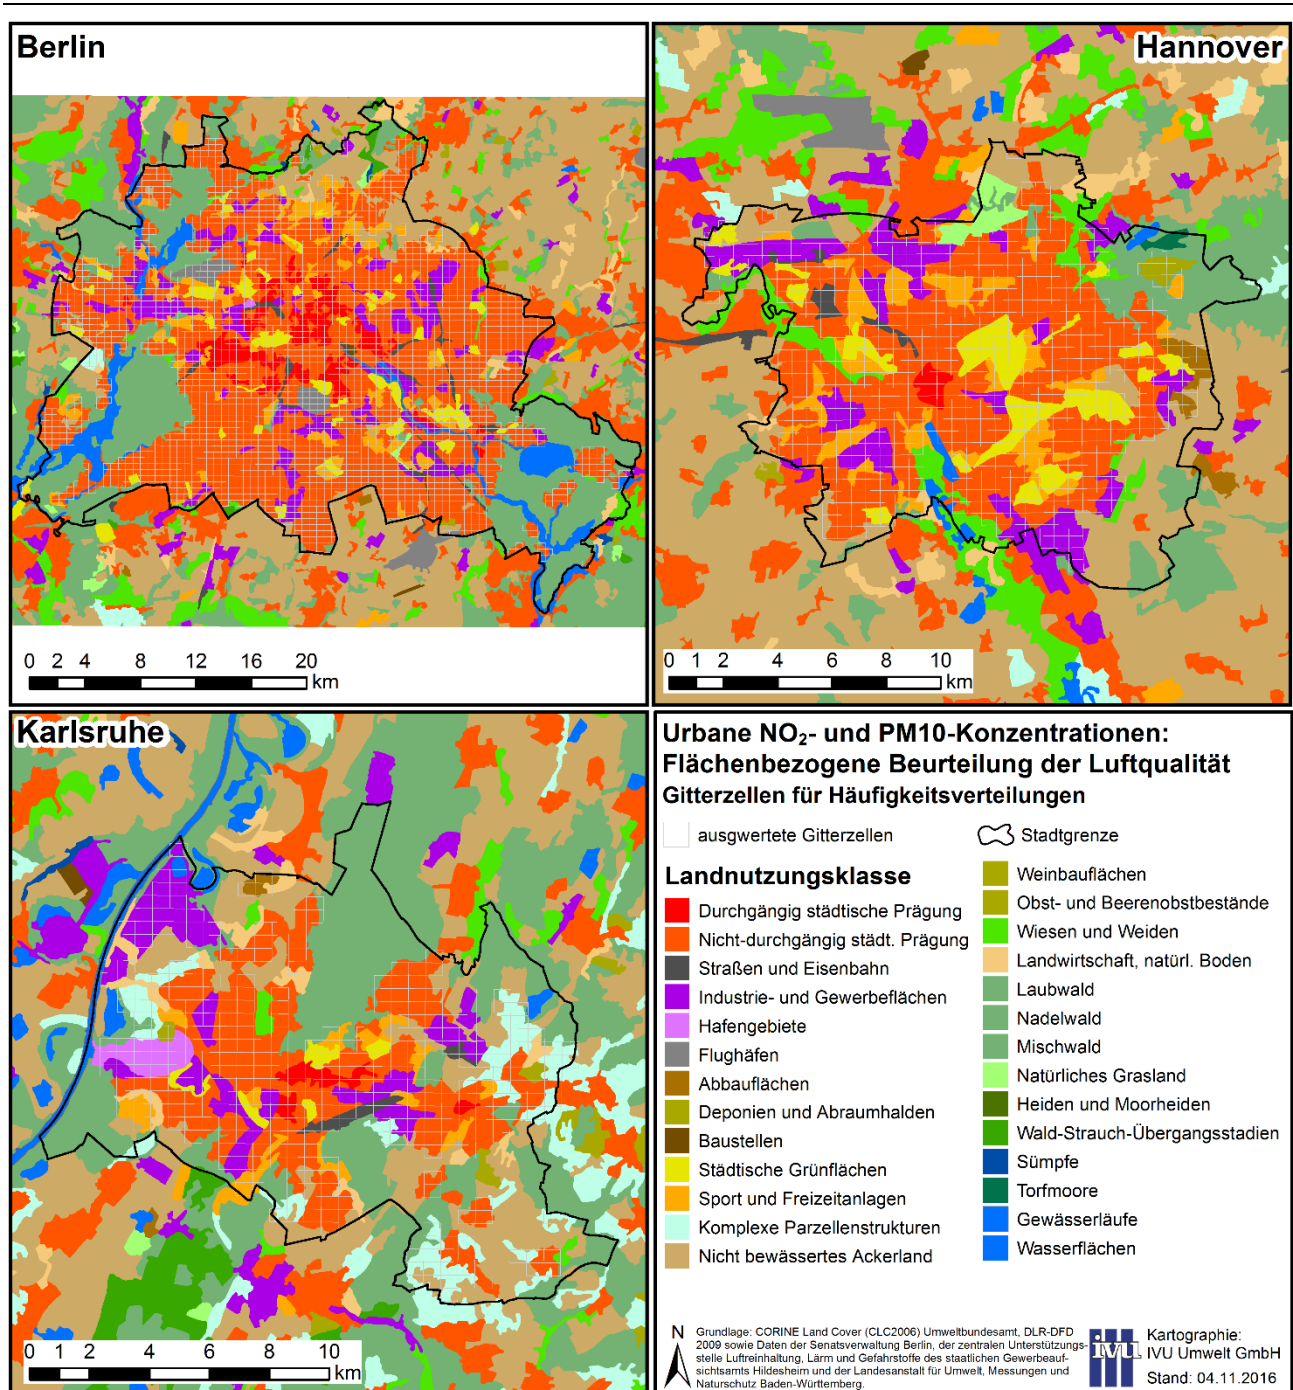 Berlin
0 2 4 8 12 16 20
km
Hannover
0 1 2 4 6 8 10
km
Karlsruhe
0 1 2 4 6 8 10
km
Urbane NO₂- und PM10-Konzentrationen:
Flächenbezogene Beurteilung der Luftqualität
Gitterzellen für Häufigkeitsverteilungen
ausgwertete Gitterzellen
Stadtgrenze
Landnutzungsklasse
Durchgängig städtische Prägung
Nicht-durchgängig städt. Prägung
Straßen und Eisenbahn
Industrie- und Gewerbeflächen
Hafengebiete
Flughäfen
Abbauflächen
Deponien und Abraumhalden
Baustellen
Städtische Grünflächen
Sport und Freizeitanlagen
Komplexe Parzellenstrukturen
Nicht bewässertes Ackerland
Weinbauflächen
Obst- und Beerenobstbestände
Wiesen und Weiden
Landwirtschaft, natürl. Boden
Laubwald
Nadelwald
Mischwald
Natürliches Grasland
Heiden und Moorheiden
Wald-Strauch-Übergangsstadien
Sümpfe
Torfmoore
Gewässerläufe
Wasserflächen
N
Grundlage: CORINE Land Cover (CLC2006) Umweltbundesamt, DLR-DFD
2009 sowie Daten der Senatsverwaltung Berlin, der zentralen Unterstützungs-
stelle Luftreinhaltung, Lärm und Gefahrstoffe des staatlichen Gewerbeauf-
sichtsamts Hildesheim und der Landesanstalt für Umwelt, Messungen und
Naturschutz Baden-Württemberg.
ivu
Kartographie:
IVU Umwelt GmbH
Stand: 04.11.2016